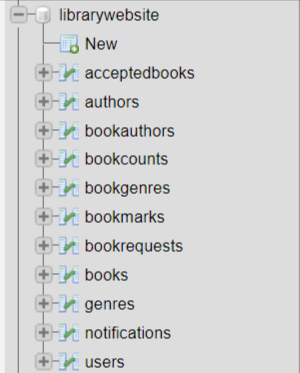 librarywebsite
New
acceptedbooks
authors
bookauthors
bookcounts
bookgenres
bookmarks
bookrequests
books
genres
notifications
users